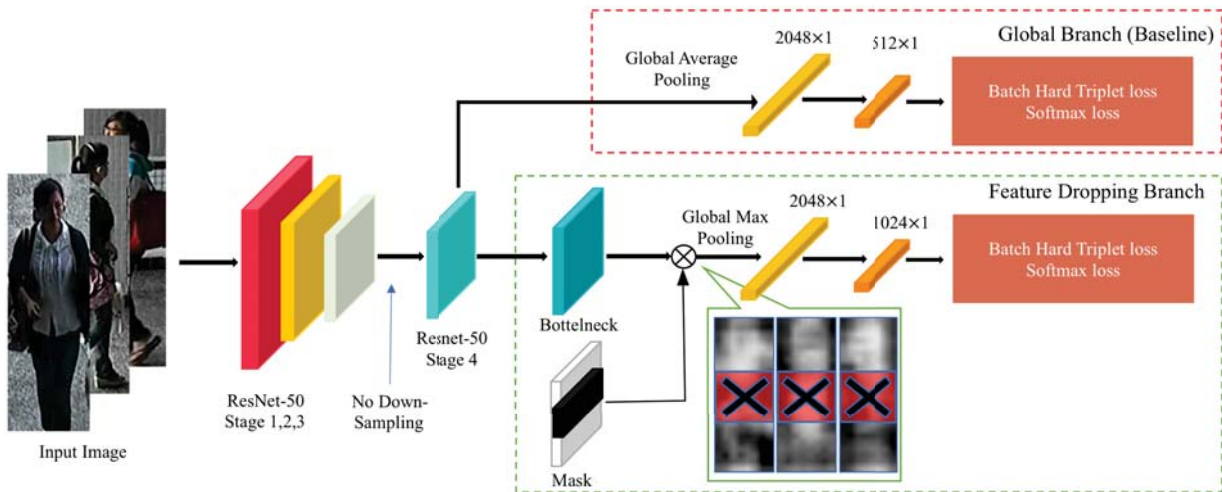 Global Branch (Baseline)
2048×1
512×1
Global Average
Pooling
Batch Hard Triplet loss
Softmax loss
Feature Dropping Branch
2048×1
1024×1
Global Max
Pooling
Batch Hard Triplet loss
Softmax loss
Bottelneck
Resnet-50
Stage 4
ResNet-50
Stage 1,2,3
No Down-
Sampling
Input Image
Mask